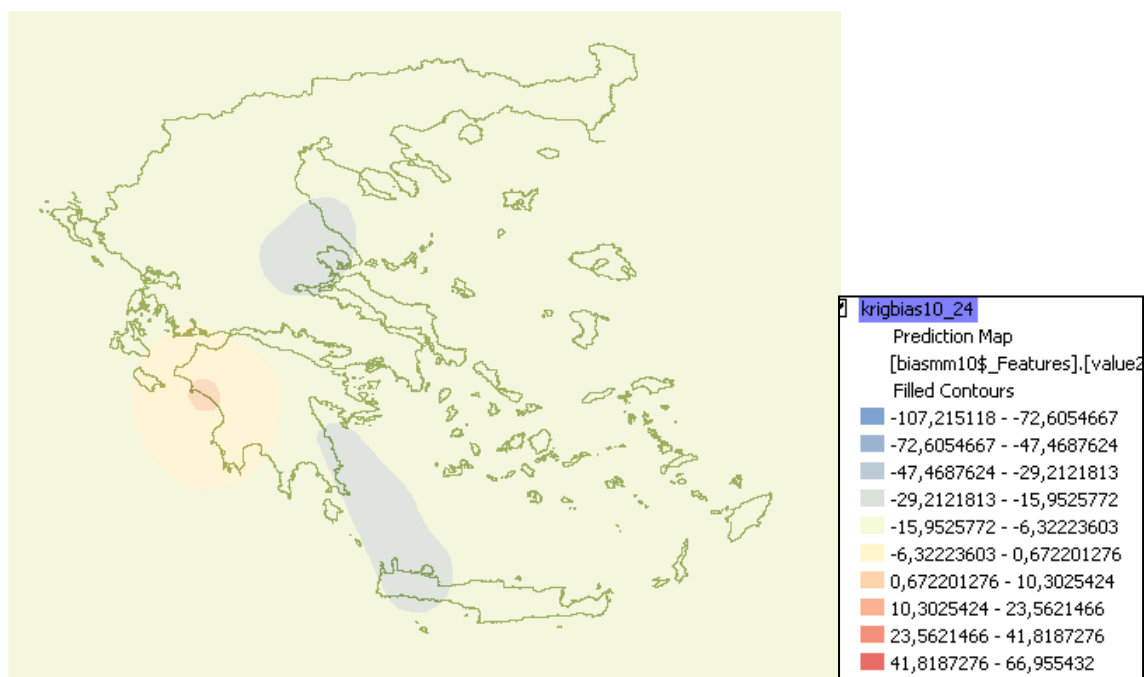 krigbias10_24
Prediction Map
[biasmm10$_Features].[value2
Filled Contours
-107,215118 - -72,6054667
-72,6054667 - -47,4687624
-47,4687624 - -29,2121813
-29,2121813 - -15,9525772
-15,9525772 - -6,32223603
-6,32223603 - 0,672201276
0,672201276 - 10,3025424
10,3025424 - 23,5621466
23,5621466 - 41,8187276
41,8187276 - 66,955432